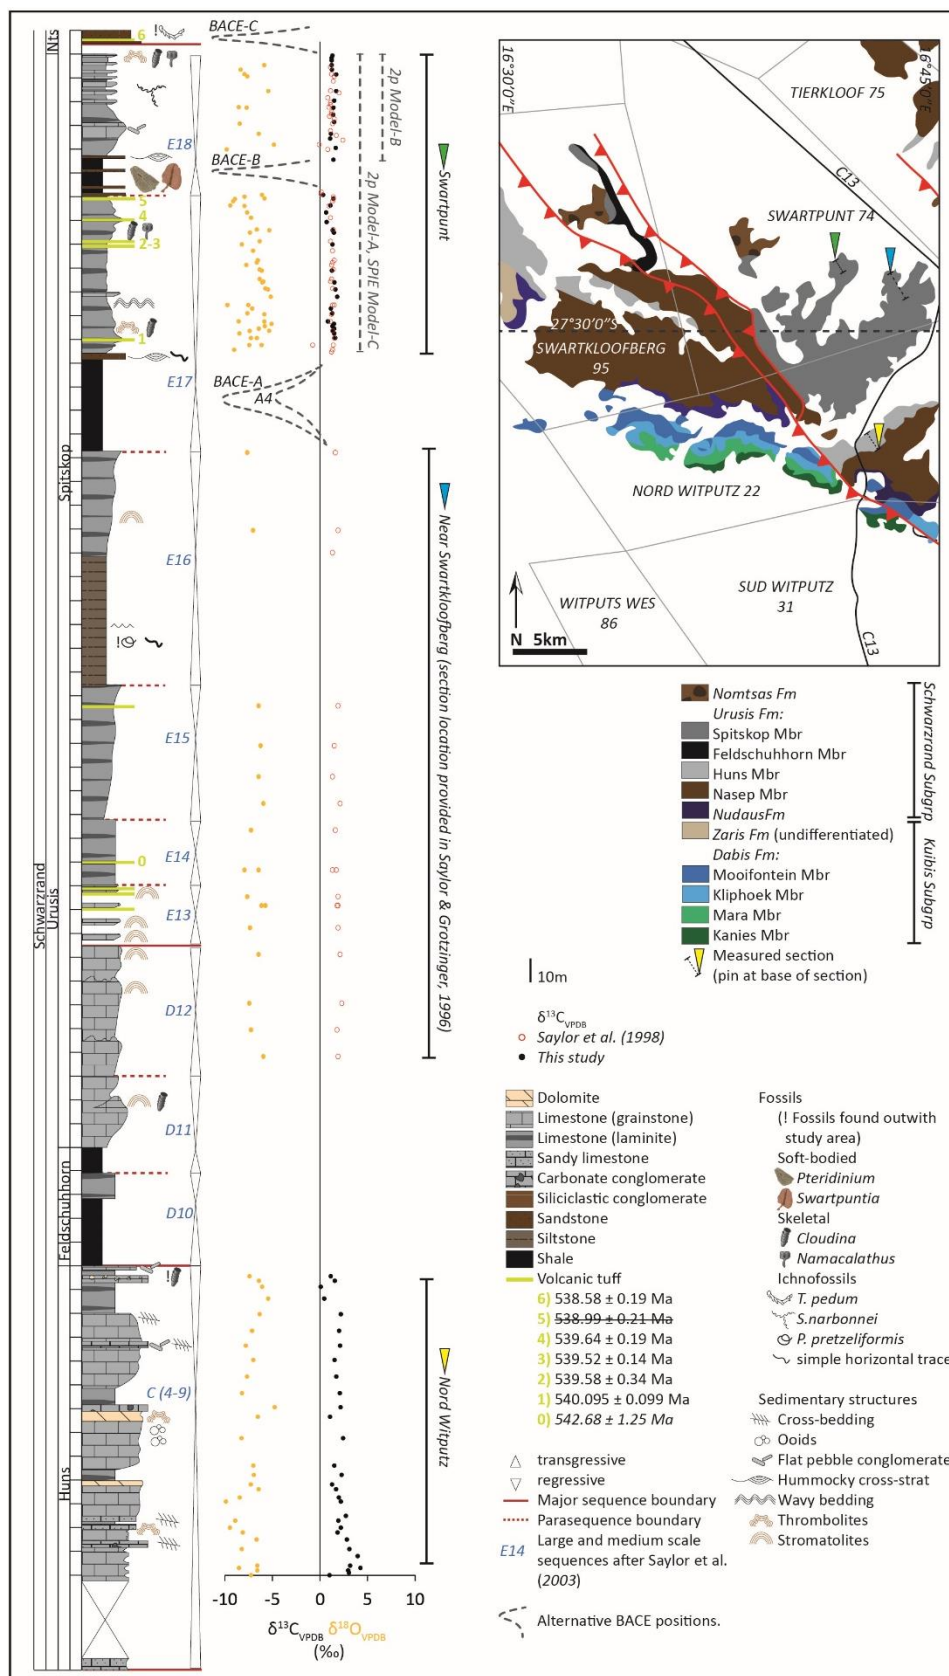 BACE-C
Nts
6
!
2p Model-B
E18
BACE-B
Swartpunt
5
4
2-3
2p Model-A, SPIE Model-C
1
BACE-A
A4
E17
Spitskop
E16
!
Near Swartkloofberg (section location provided in Saylor & Grotzinger, 1996)
E15
0
E14
E13
Schwarzrand
Urusis
D12
D11
Feldschuhhorn
D10
!
C (4-9)
Nord Witputz
Huns
-10 -5 0 5 10
δ¹³C VPDB δ¹⁸O VPDB
(‰)
16°30'0"E
16°45'0"E
TIERKLOOF 75
C13
SWARTPUNT 74
27°30'0"S
SWARTKLOOFBERG
95
NORD WITPUTZ 22
SUD WITPUTZ
31
WITPUTS WES
86
C13
N 5km
Nomtsas Fm
Urusis Fm:
Spitskop Mbr
Feldschuhhorn Mbr
Huns Mbr
Nasep Mbr
NudausFm
Zaris Fm (undifferentiated)
Dabis Fm:
Mooifontein Mbr
Kliphoek Mbr
Mara Mbr
Kanies Mbr
Measured section
(pin at base of section)
Schwarzrand Subgrp
Kuibis Subgrp
10m
δ¹³C VPDB
Saylor et al. (1998)
This study
Dolomite
Limestone (grainstone)
Limestone (laminite)
Sandy limestone
Carbonate conglomerate
Siliciclastic conglomerate
Sandstone
Siltstone
Shale
Volcanic tuff
6) 538.58 ± 0.19 Ma
5) 538.99 ± 0.21 Ma
4) 539.64 ± 0.19 Ma
3) 539.52 ± 0.14 Ma
2) 539.58 ± 0.34 Ma
1) 540.095 ± 0.099 Ma
0) 542.68 ± 1.25 Ma
transgressive
regressive
Major sequence boundary
Parasequence boundary
E14 Large and medium scale
sequences after Saylor et al.
(2003)
Alternative BACE positions.
Fossils
(! Fossils found outwith
study area)
Soft-bodied
Pteridinium
Swartpuntia
Skeletal
Cloudina
Namacalathus
Ichnofossils
T. pedum
S.narbonnei
P. pretzeliformis
simple horizontal trace
Sedimentary structures
Cross-bedding
Ooids
Flat pebble conglomerate
Hummocky cross-strat
Wavy bedding
Thrombolites
Stromatolites